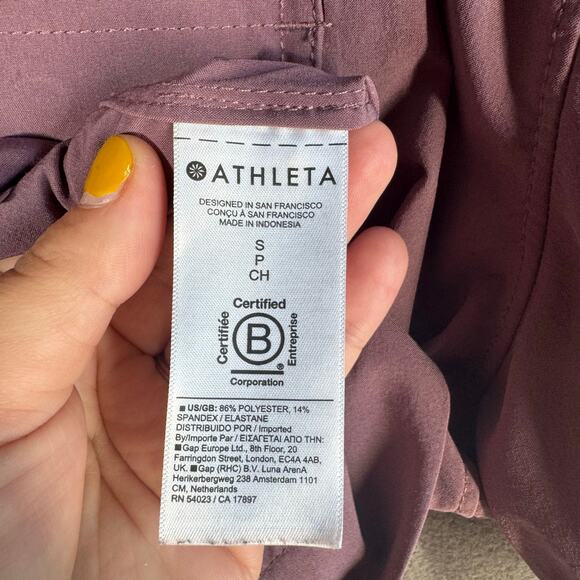 ATHLETA
DESIGNED IN SAN FRANCISCO
CONÇU À SAN FRANCISCO
MADE IN INDONESIA
S
P
CH
Certified
Certifiée
B
Entreprise
®
Corporation
■ US/GB: 86% POLYESTER, 14%
SPANDEX / ELASTANE
DISTRIBUIDO POR / Imported
By/Importe Par / ΕΙΣΑΓΕΤΑΙ ΑΠΟ ΤΗΝ:
■ Gap Europe Ltd., 8th Floor, 20
Farringdon Street, London, EC4A 4AB,
UK. ■ Gap (RHC) B.V. Luna ArenA
Herikerbergweg 238 Amsterdam 1101
CM, Netherlands
RN 54023 / CA 17897